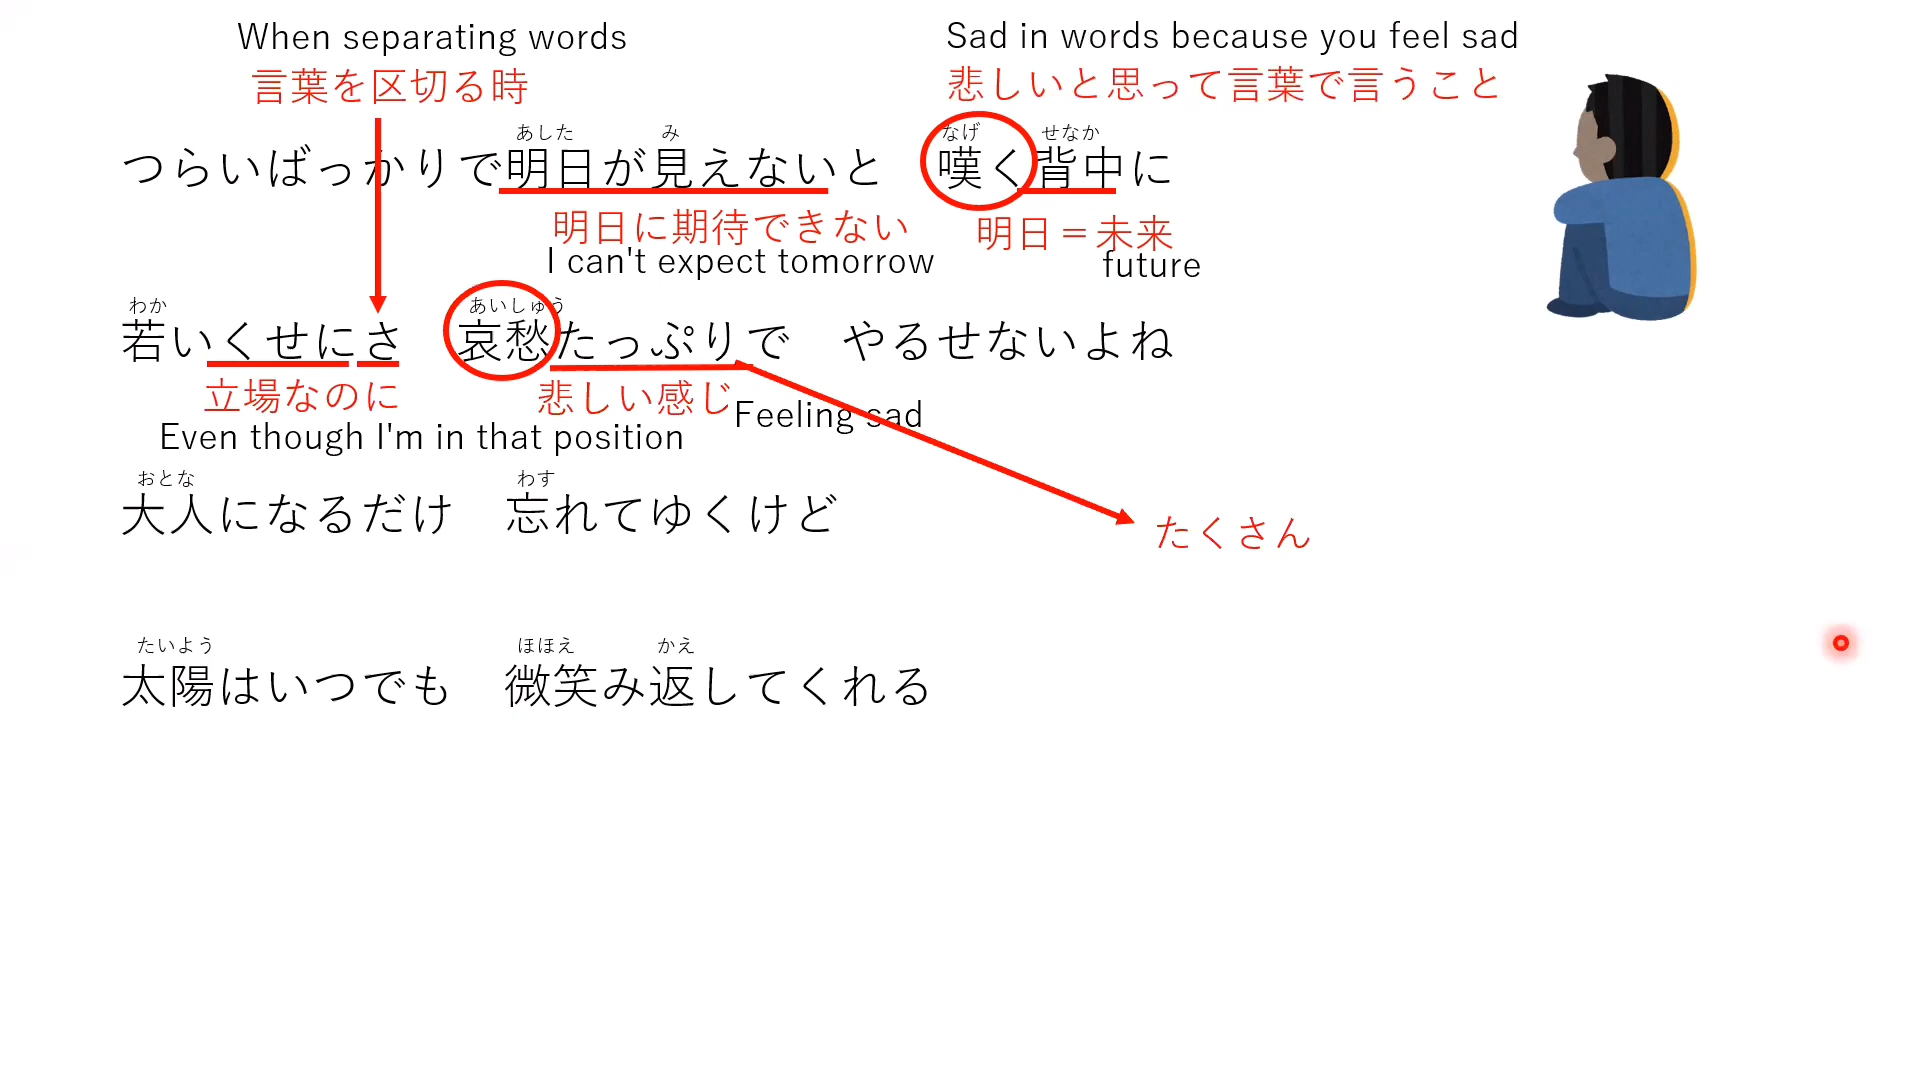 When separating words
Sad in words because you feel sad
言葉を区切る時
悲しいと思って言葉で言うこと
あした み なげ せなか
つらいばっかりで明日が見えないと 嘆く背中に
明日に期待できない
明日＝未来
I can't expect tomorrow
future
わか あいしゅう
若いくせにさ 哀愁たっぷりで やるせないよね
立場なのに
悲しい感じ
Feeling sad
Even though I'm in that position
おとな わす
大人になるだけ 忘れてゆくけど
たくさん
たいよう ほほえ かえ
太陽はいつでも 微笑み返してくれる